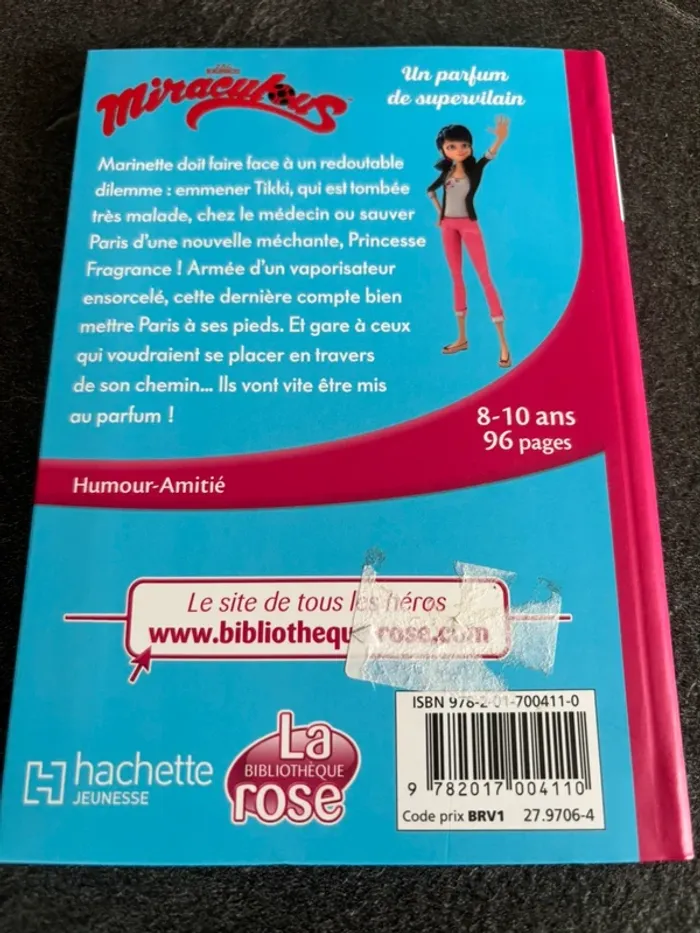 Miraculous
Un parfum
de supervilain
Marinette doit faire face à un redoutable
dilemme : emmener Tikki, qui est tombée
très malade, chez le médecin ou sauver
Paris d'une nouvelle méchante, Princesse
Fragrance ! Armée d'un vaporisateur
ensorcelé, cette dernière compte bien
mettre Paris à ses pieds. Et gare à ceux
qui voudraient se placer en travers
de son chemin... Ils vont vite être mis
au parfum !
8-10 ans
96 pages
Humour-Amitié
Le site de tous les héros
www.bibliotheque-rose.com
ISBN 978-2-01-700411-0
hachette
JEUNESSE
La
BIBLIOTHÈQUE
rose
9 782017 004110
Code prix BRV1 27.9706-4